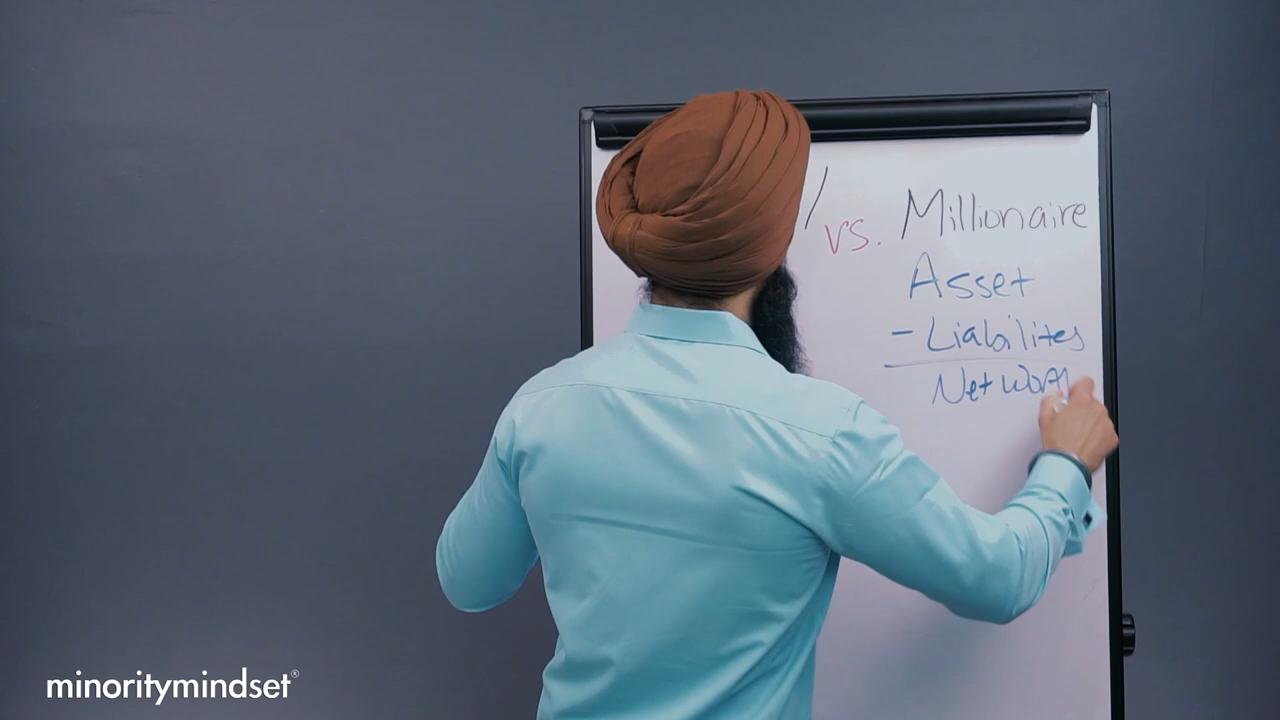 vs. Millionaire
Asset
- Liabilites
Net Worth
minoritymindset®